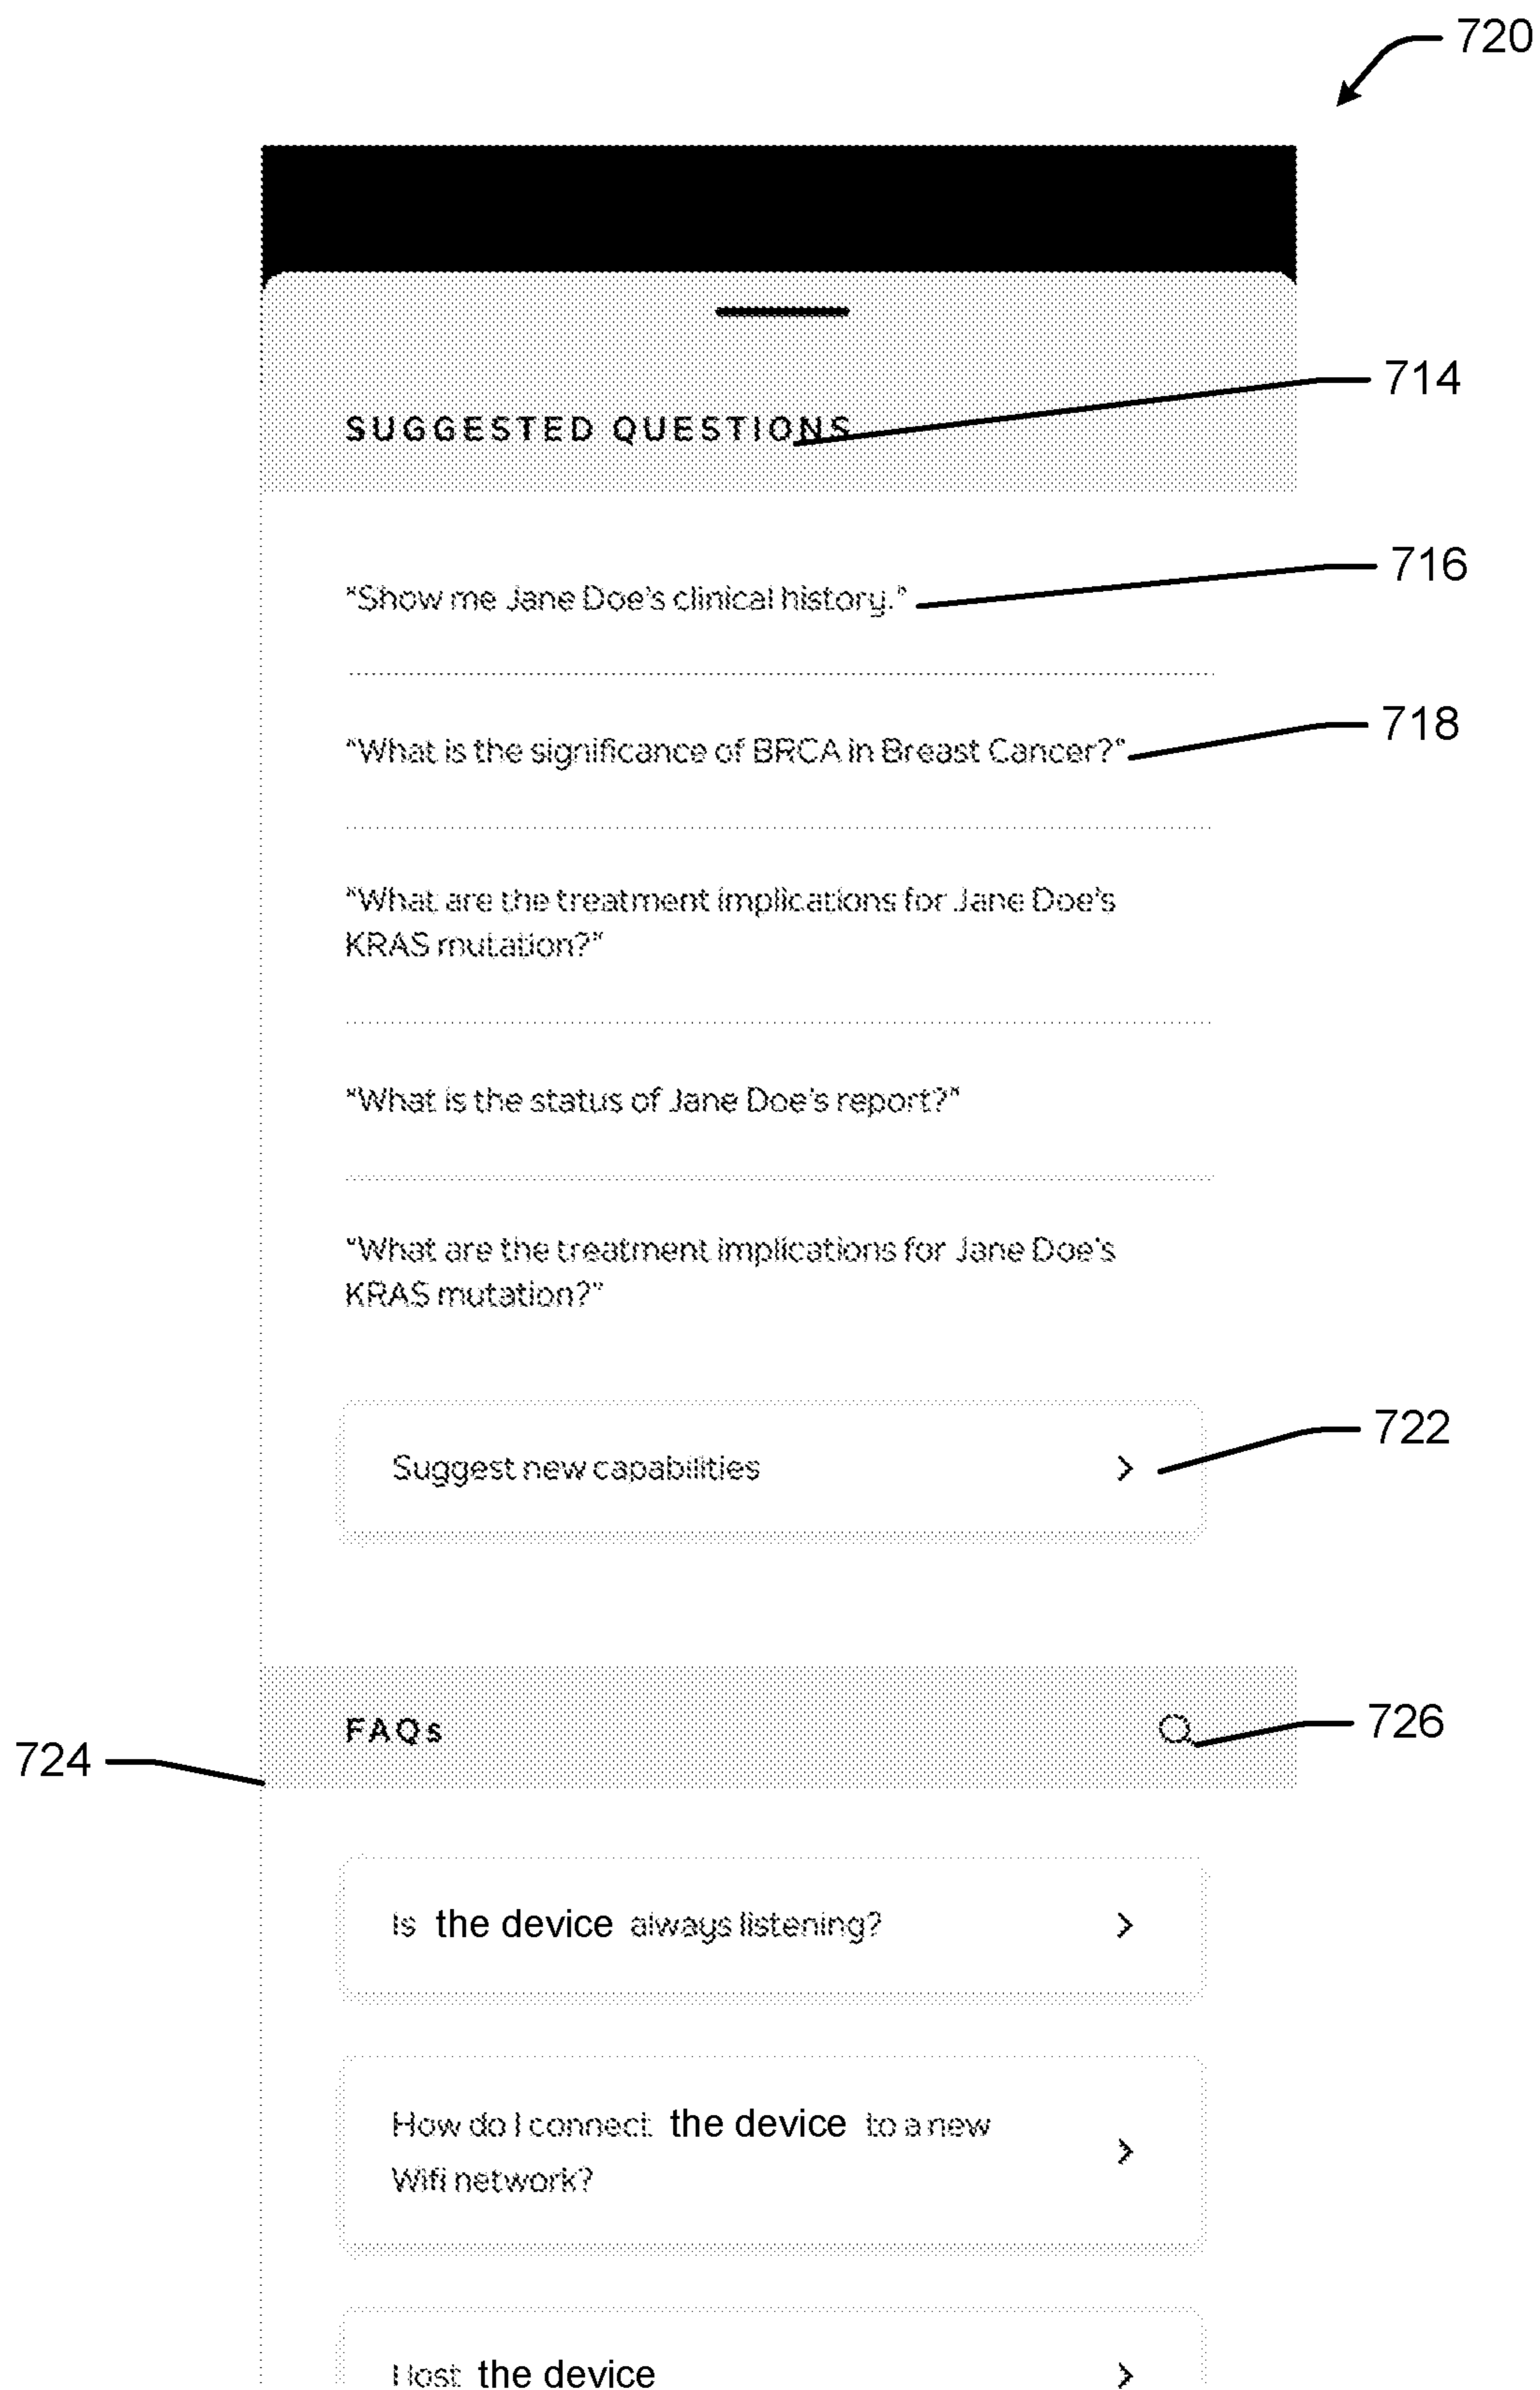 720
714
SUGGESTED QUESTIONS
716
"Show me Jane Doe's clinical history."
718
"What is the significance of BRCA in Breast Cancer?"
"What are the treatment implications for Jane Doe's
KRAS mutation?"
"What is the status of Jane Doe's report?"
"What are the treatment implications for Jane Doe's
KRAS mutation?"
722
Suggest new capabilities
726
FAQs
724
Is the device always listening?
How do I connect the device to a new
Wifi network?
I lost the device